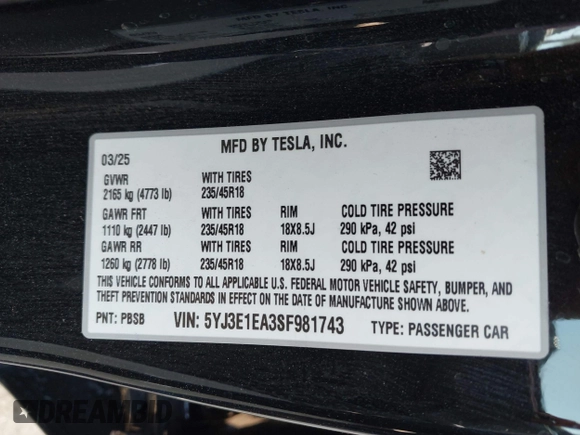 MFD BY TESLA, INC.
03/25
GVWR WITH TIRES
2165 kg (4773 lb) 235/45R18
GAWR FRT WITH TIRES RIM COLD TIRE PRESSURE
1110 kg (2447 lb) 235/45R18 18X8.5J 290 kPa, 42 psi
GAWR RR WITH TIRES RIM COLD TIRE PRESSURE
1260 kg (2778 lb) 235/45R18 18X8.5J 290 kPa, 42 psi
THIS VEHICLE CONFORMS TO ALL APPLICABLE U.S. FEDERAL MOTOR VEHICLE SAFETY, BUMPER, AND
THEFT PREVENTION STANDARDS IN EFFECT ON THE DATE OF MANUFACTURE SHOWN ABOVE.
PNT: PBSB VIN: 5YJ3E1EA3SF981743 TYPE: PASSENGER CAR
DREAMBID